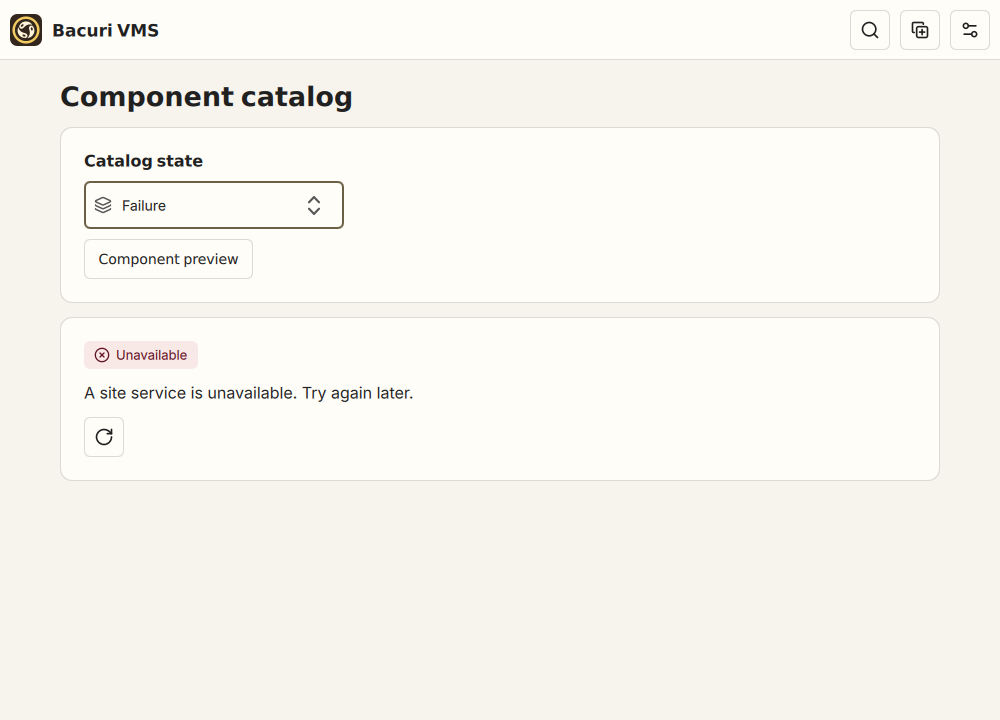 Bacuri VMS
Component catalog
Catalog state
Failure
Component preview
Unavailable
A site service is unavailable. Try again later.